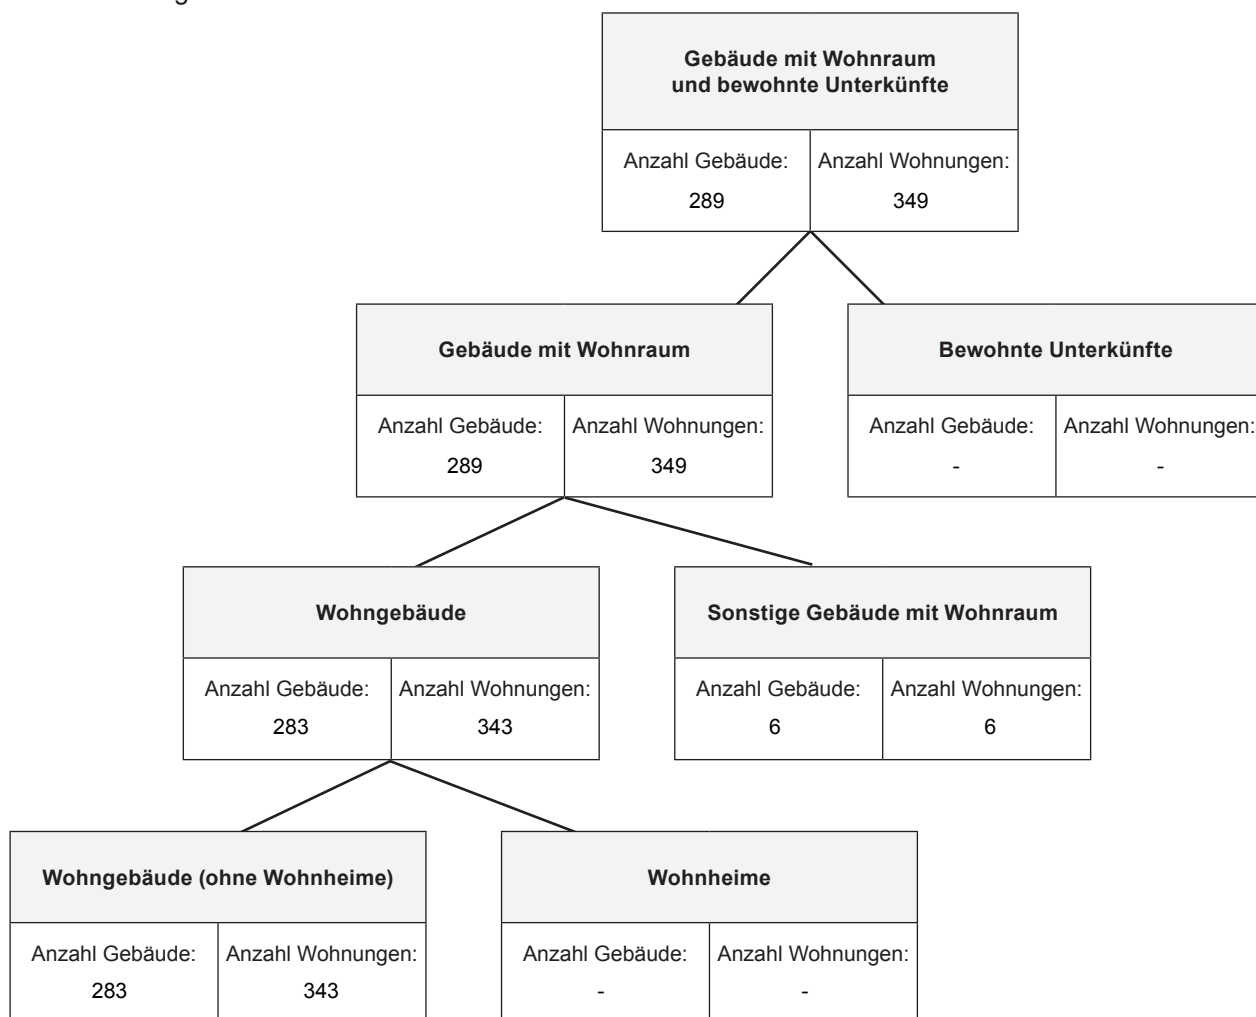 Gebäude mit Wohnraum
und bewohnte Unterkünfte
Anzahl Gebäude: Anzahl Wohnungen:
289 349
Gebäude mit Wohnraum
Anzahl Gebäude: Anzahl Wohnungen:
289 349
Bewohnte Unterkünfte
Anzahl Gebäude: Anzahl Wohnungen:
- -
Wohngebäude
Anzahl Gebäude: Anzahl Wohnungen:
283 343
Sonstige Gebäude mit Wohnraum
Anzahl Gebäude: Anzahl Wohnungen:
6 6
Wohngebäude (ohne Wohnheime)
Anzahl Gebäude: Anzahl Wohnungen:
283 343
Wohnheime
Anzahl Gebäude: Anzahl Wohnungen:
- -